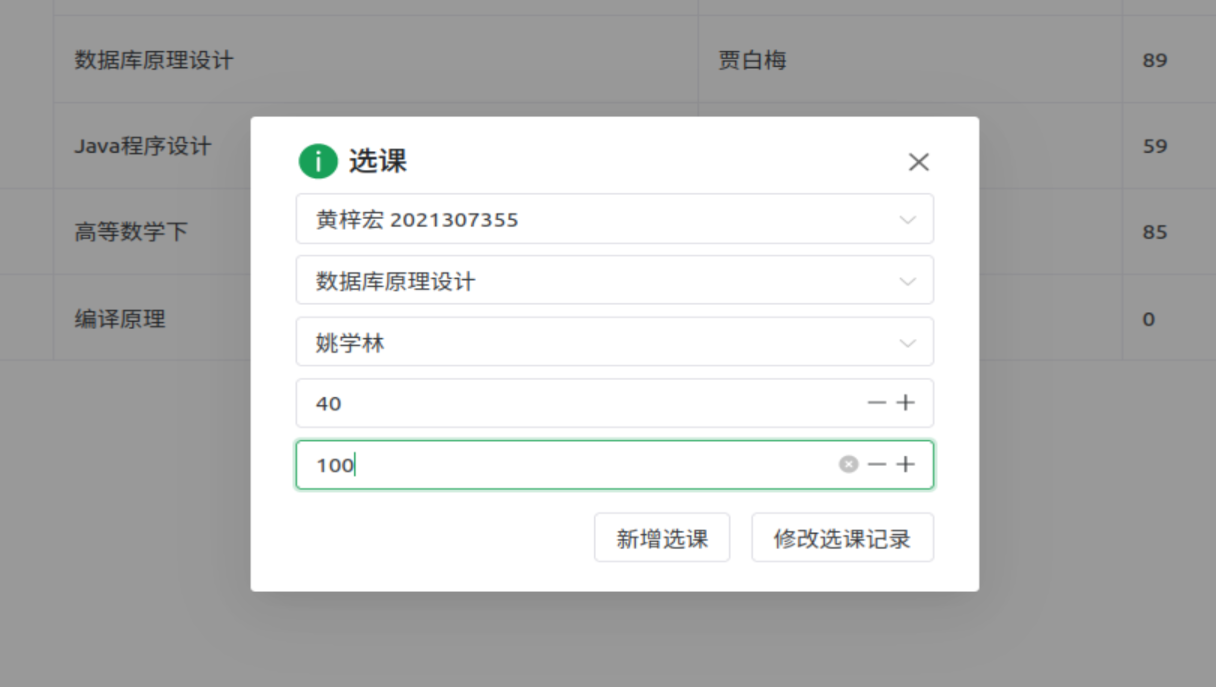 数据库原理设计 贾白梅 89
Java程序设计 59
高等数学下 85
编译原理 0
选课
黄梓宏 2021307355
数据库原理设计
姚学林
40
100
新增选课 修改选课记录